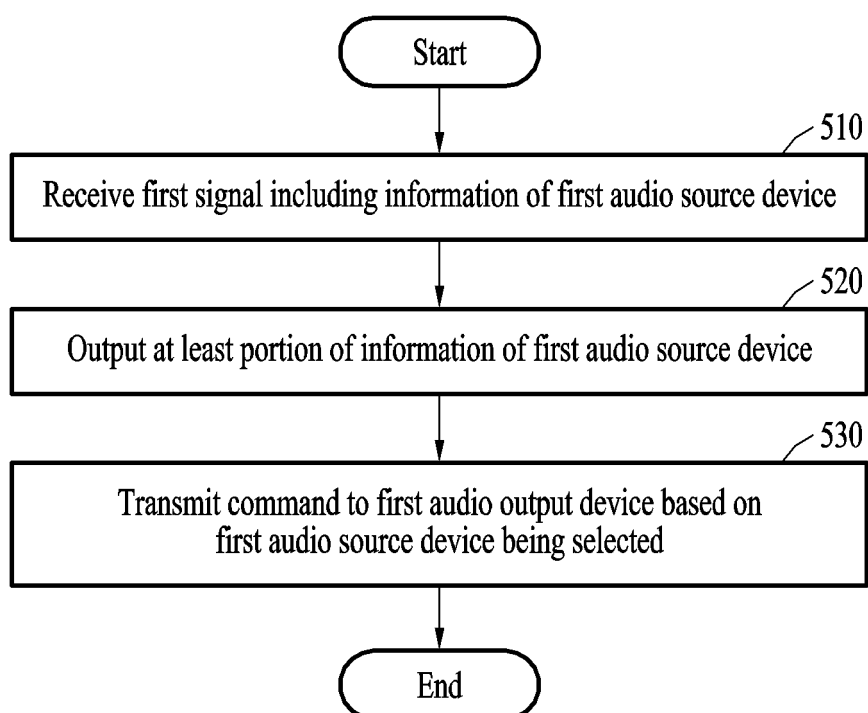 Start
510
Receive first signal including information of first audio source device
520
Output at least portion of information of first audio source device
530
Transmit command to first audio output device based on
first audio source device being selected
End